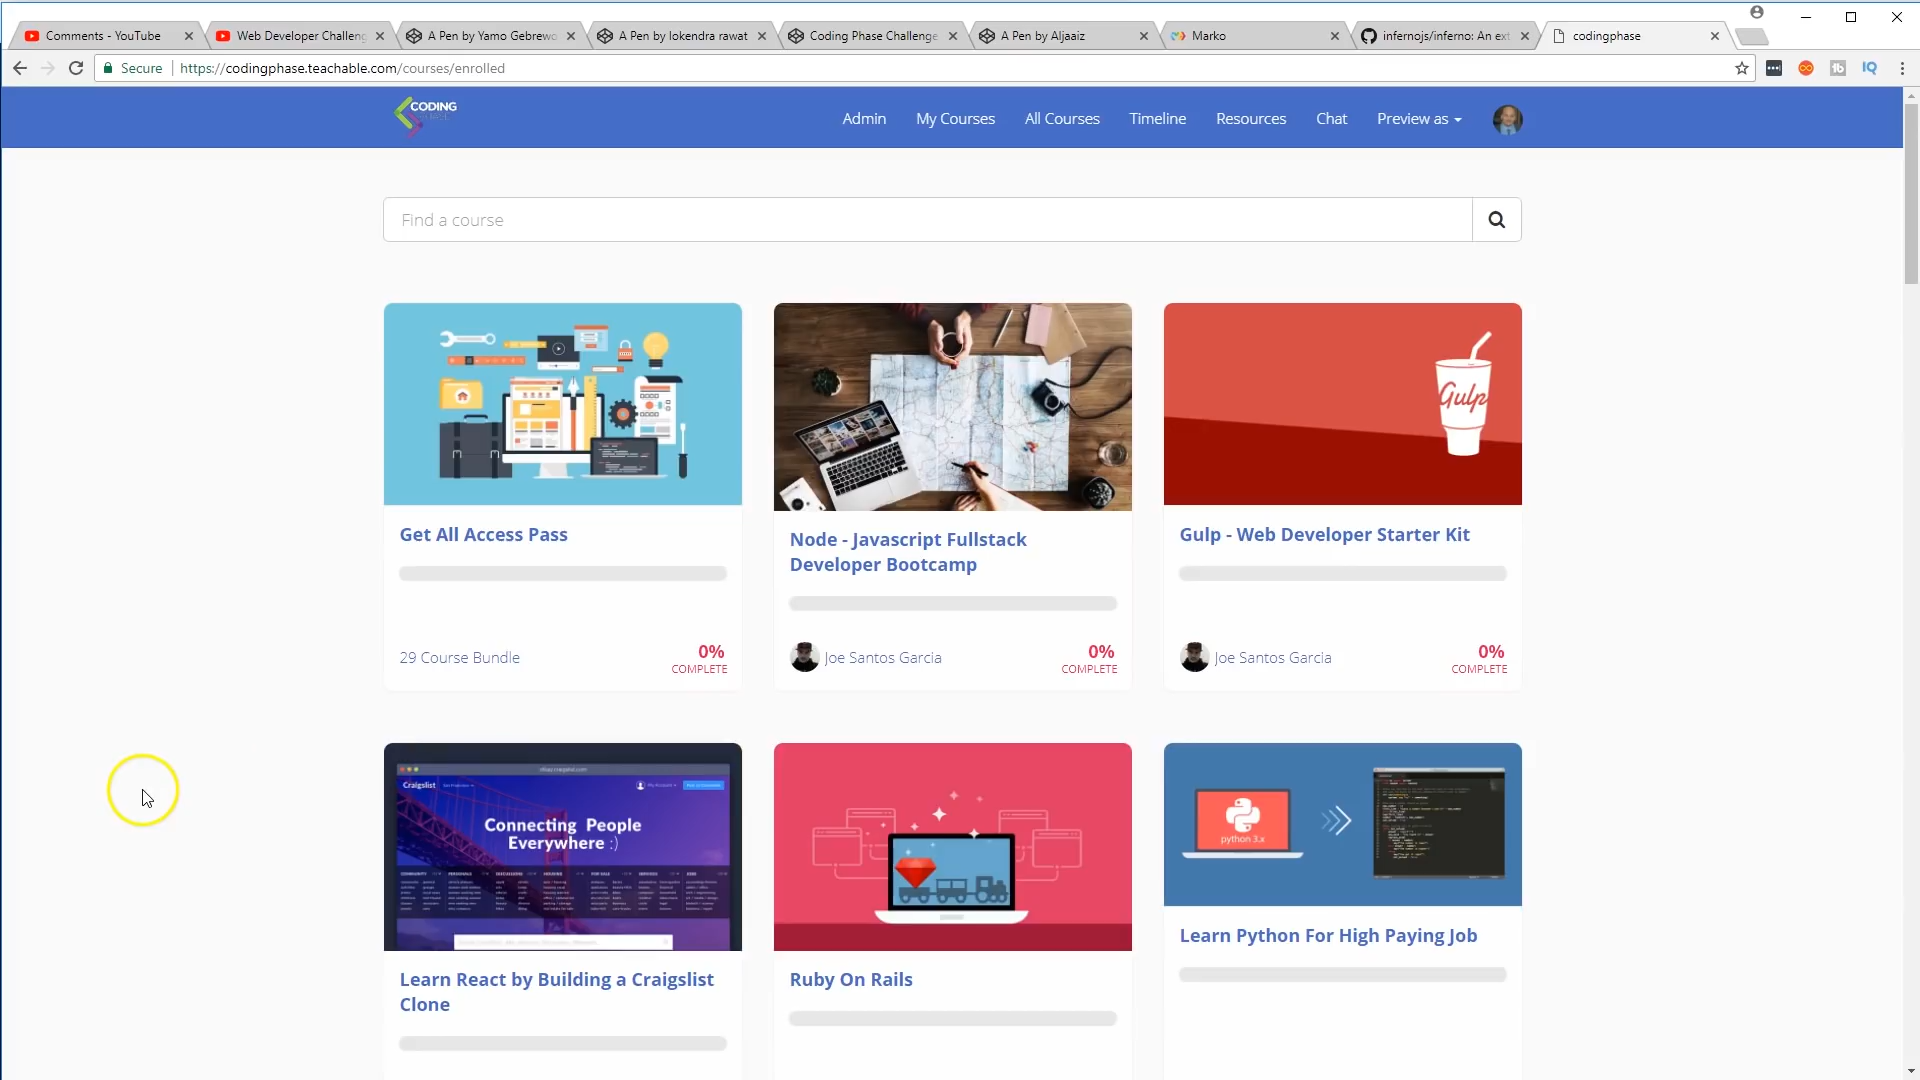 Comments - YouTube
Web Developer Challeng
A Pen by Yamo Gebrewo
A Pen by lokendra rawat
Coding Phase Challenge
A Pen by Aljaaiz
Marko
infernojs/inferno: An ext
codingphase
Secure
https://codingphase.teachable.com/courses/enrolled
IQ
CODING
Admin
My Courses
All Courses
Timeline
Resources
Chat
Preview as
Find a course
Gulp
Get All Access Pass
Node - Javascript Fullstack
Developer Bootcamp
Gulp - Web Developer Starter Kit
29 Course Bundle
0%
COMPLETE
Joe Santos Garcia
0%
COMPLETE
Joe Santos Garcia
0%
COMPLETE
Craigslist
Connecting People
Everywhere :)
python 3.x
Learn React by Building a Craigslist
Clone
Ruby On Rails
Learn Python For High Paying Job